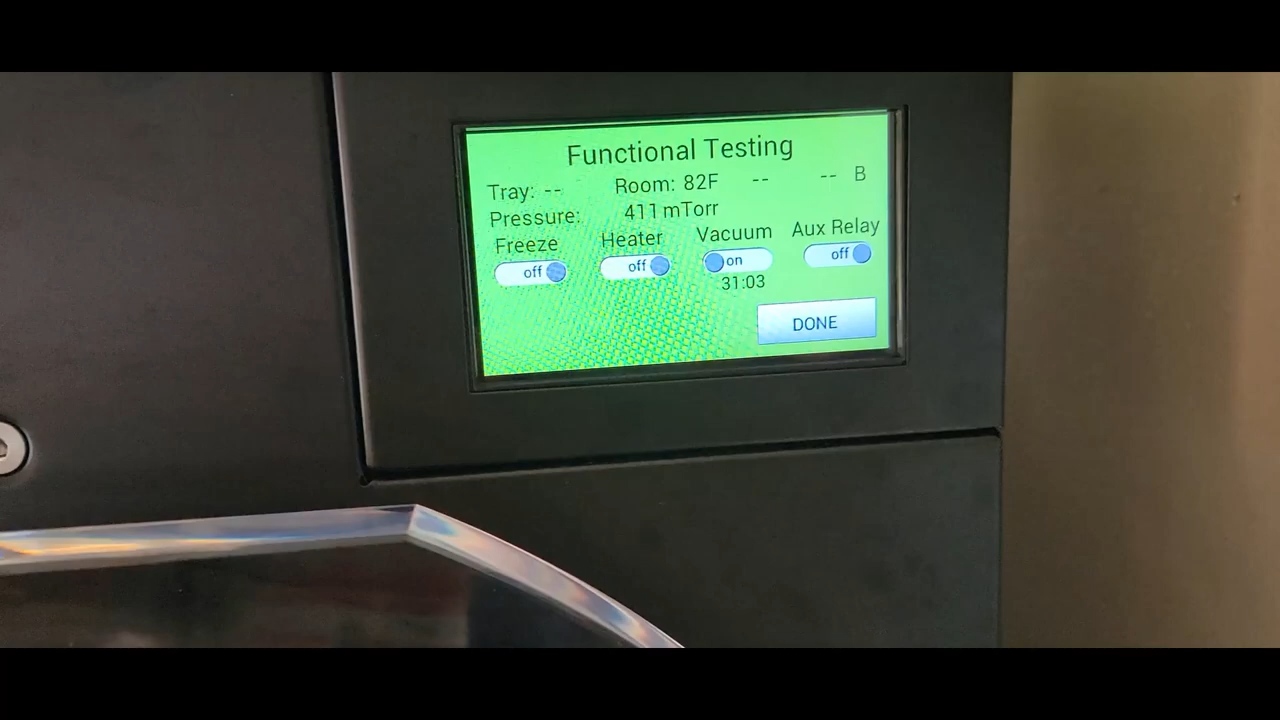 Functional Testing
Tray: -- Room: 82F -- -- B
Pressure: 411 mTorr
Freeze Heater Vacuum Aux Relay
off off on off
31:03
DONE